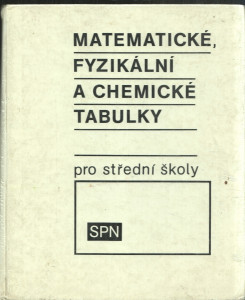 MATEMATICKÉ,
FYZIKÁLNÍ
A CHEMICKÉ
TABULKY
pro střední školy
SPN